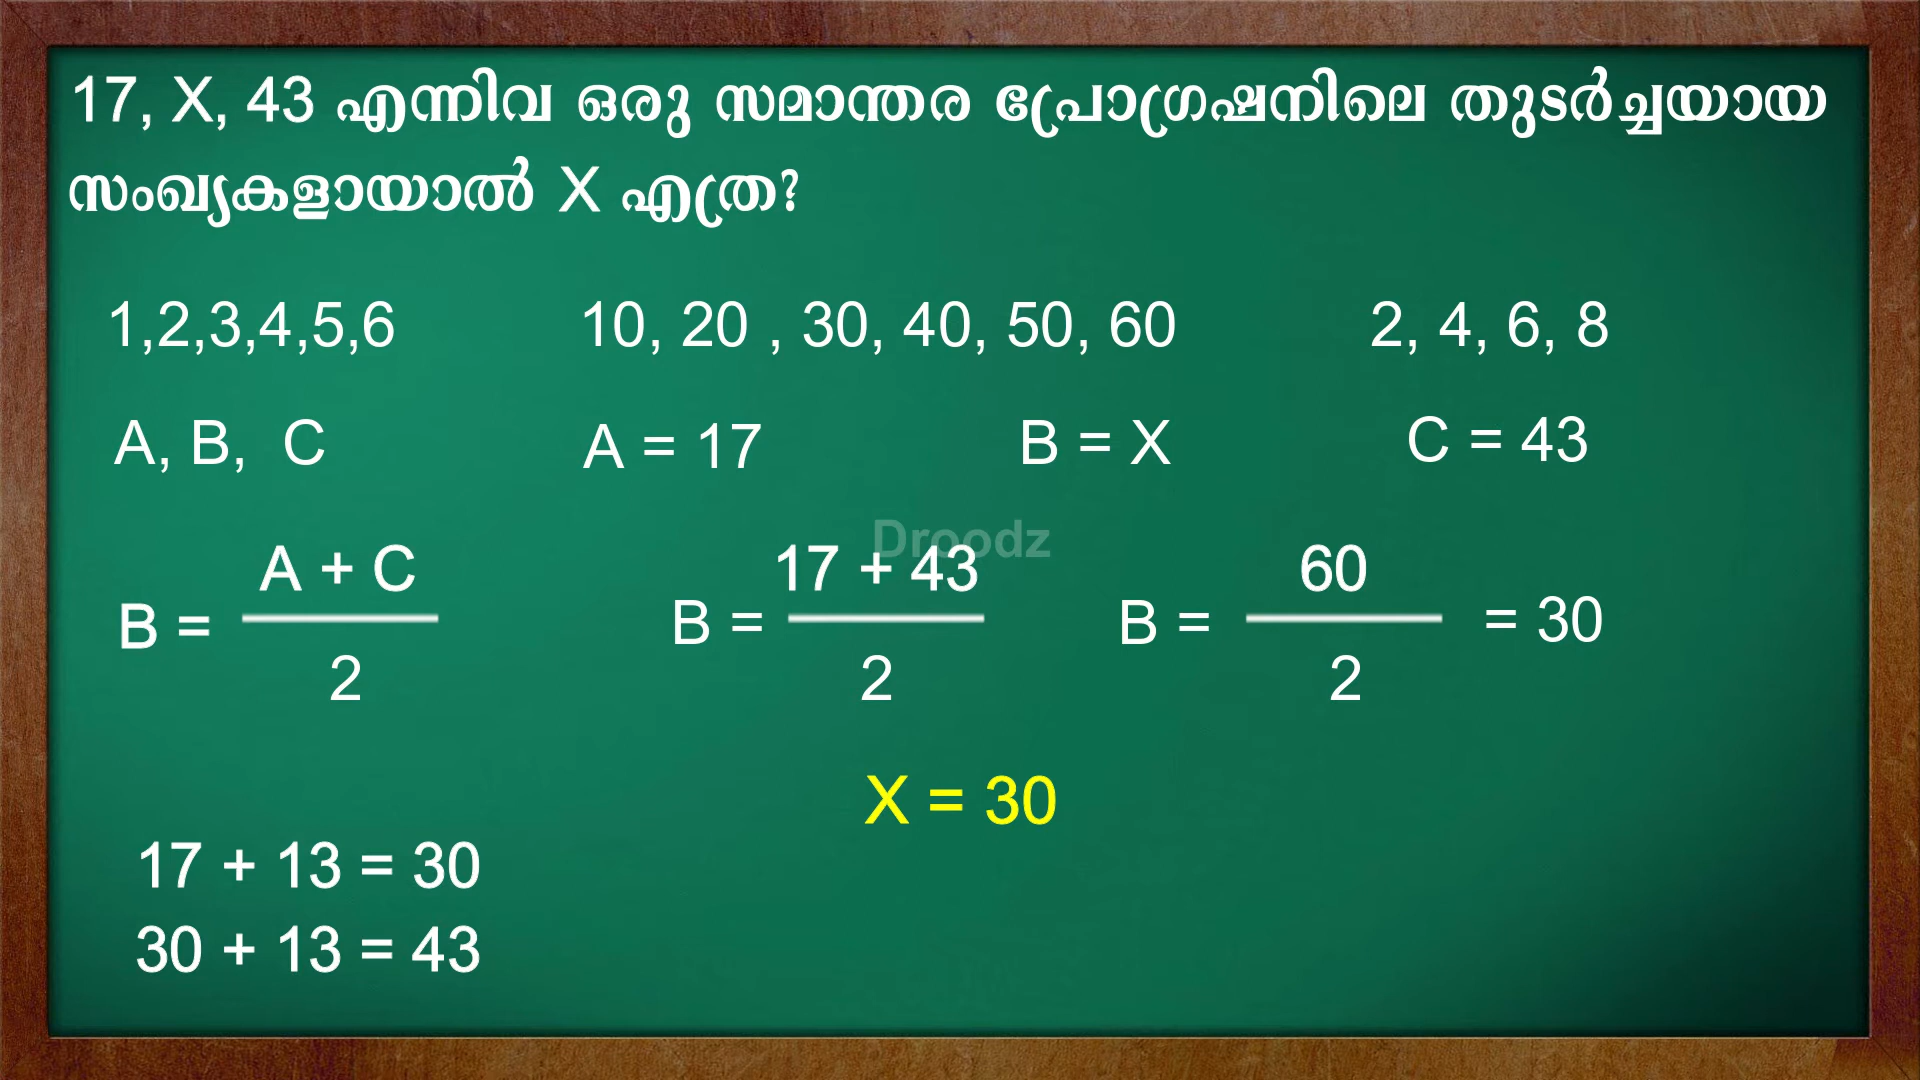 17, X, 43 എന്നിവ ഒരു സമാന്തര പ്രോഗ്രഷനിലെ തുടർച്ചയായ
സംഖ്യകളായാൽ X എത്ര?
1,2,3,4,5,6 10, 20 , 30, 40, 50, 60 2, 4, 6, 8
A, B, C A = 17 B = X C = 43
Droodz
A + C 17 + 43 60
B = B = B = = 30
2 2 2
X = 30
17 + 13 = 30
30 + 13 = 43